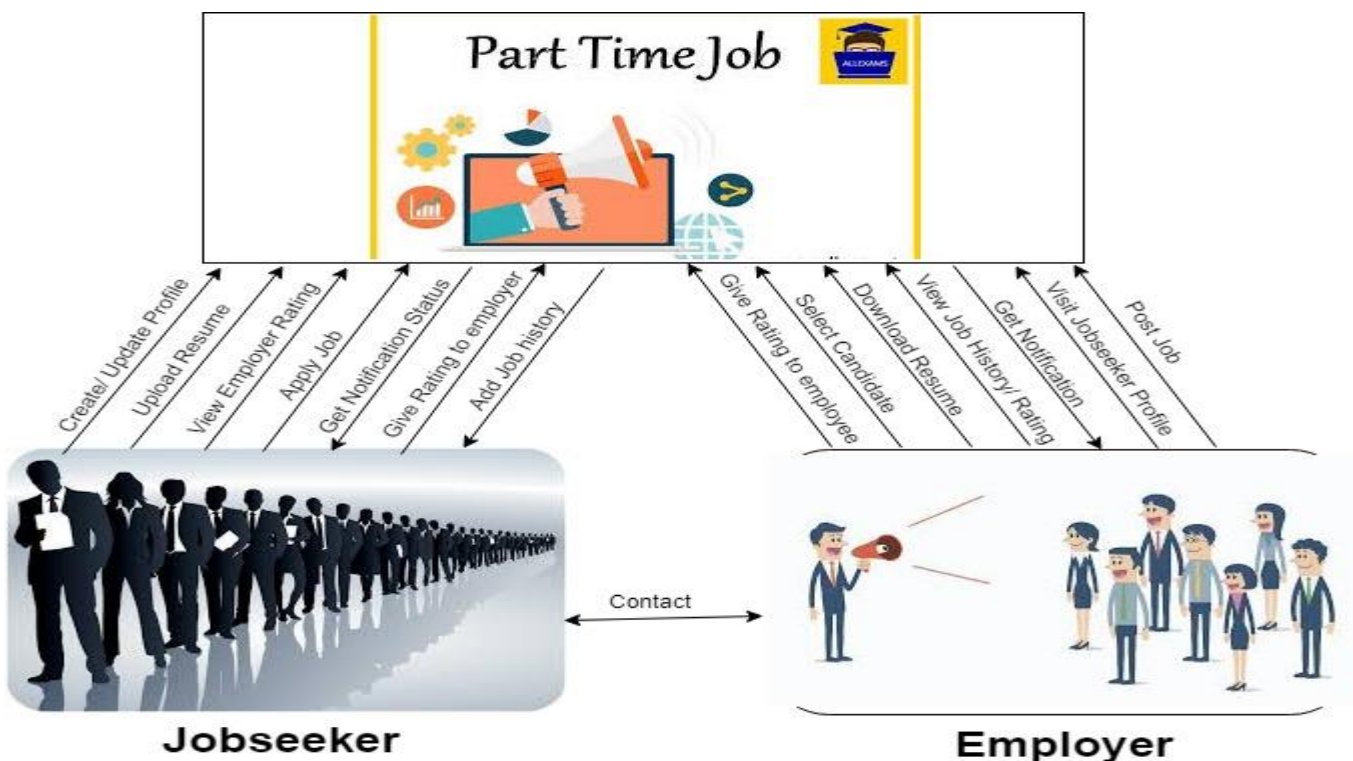 Part Time Job
ALLEXAMS
Create/ Update Profile
Upload Resume
View Employer Rating
Apply Job
Get Notification Status
Give Rating to employer
Add Job history
Give Rating to employee
Select Candidate
Download Resume
View Job History/ Rating
Get Notification
Visit Jobseeker Profile
Post Job
Contact
Jobseeker
Employer